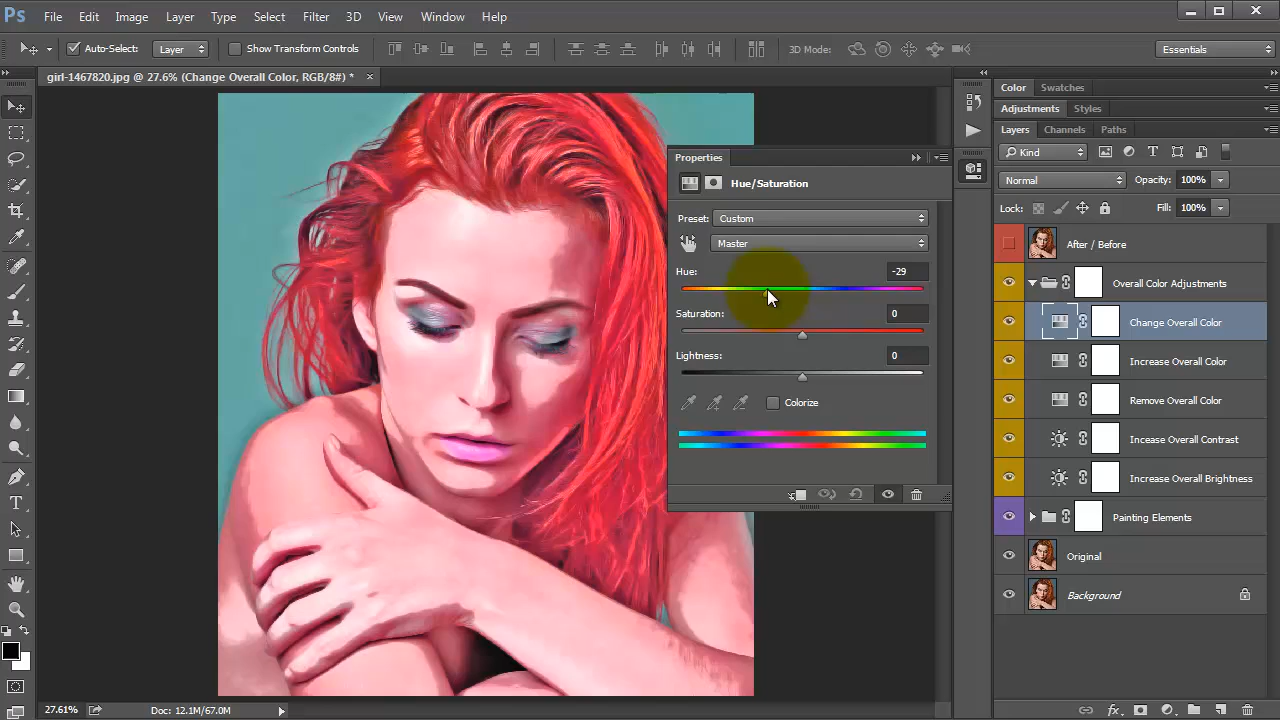 Ps File Edit Image Layer Type Select Filter 3D View Window Help
Auto-Select: Layer Show Transform Controls 3D Mode: Essentials
girl-1467820.jpg @ 27.6% (Change Overall Color, RGB/8#) *
Color Swatches
Adjustments Styles
Layers Channels Paths
Kind
Normal Opacity: 100%
Lock: Fill: 100%
After / Before
Overall Color Adjustments
Change Overall Color
Increase Overall Color
Remove Overall Color
Increase Overall Contrast
Increase Overall Brightness
Painting Elements
Original
Background
Properties
Hue/Saturation
Preset: Custom
Master
Hue: -29
Saturation: 0
Lightness: 0
Colorize
27.61% Doc: 12.1M/67.0M